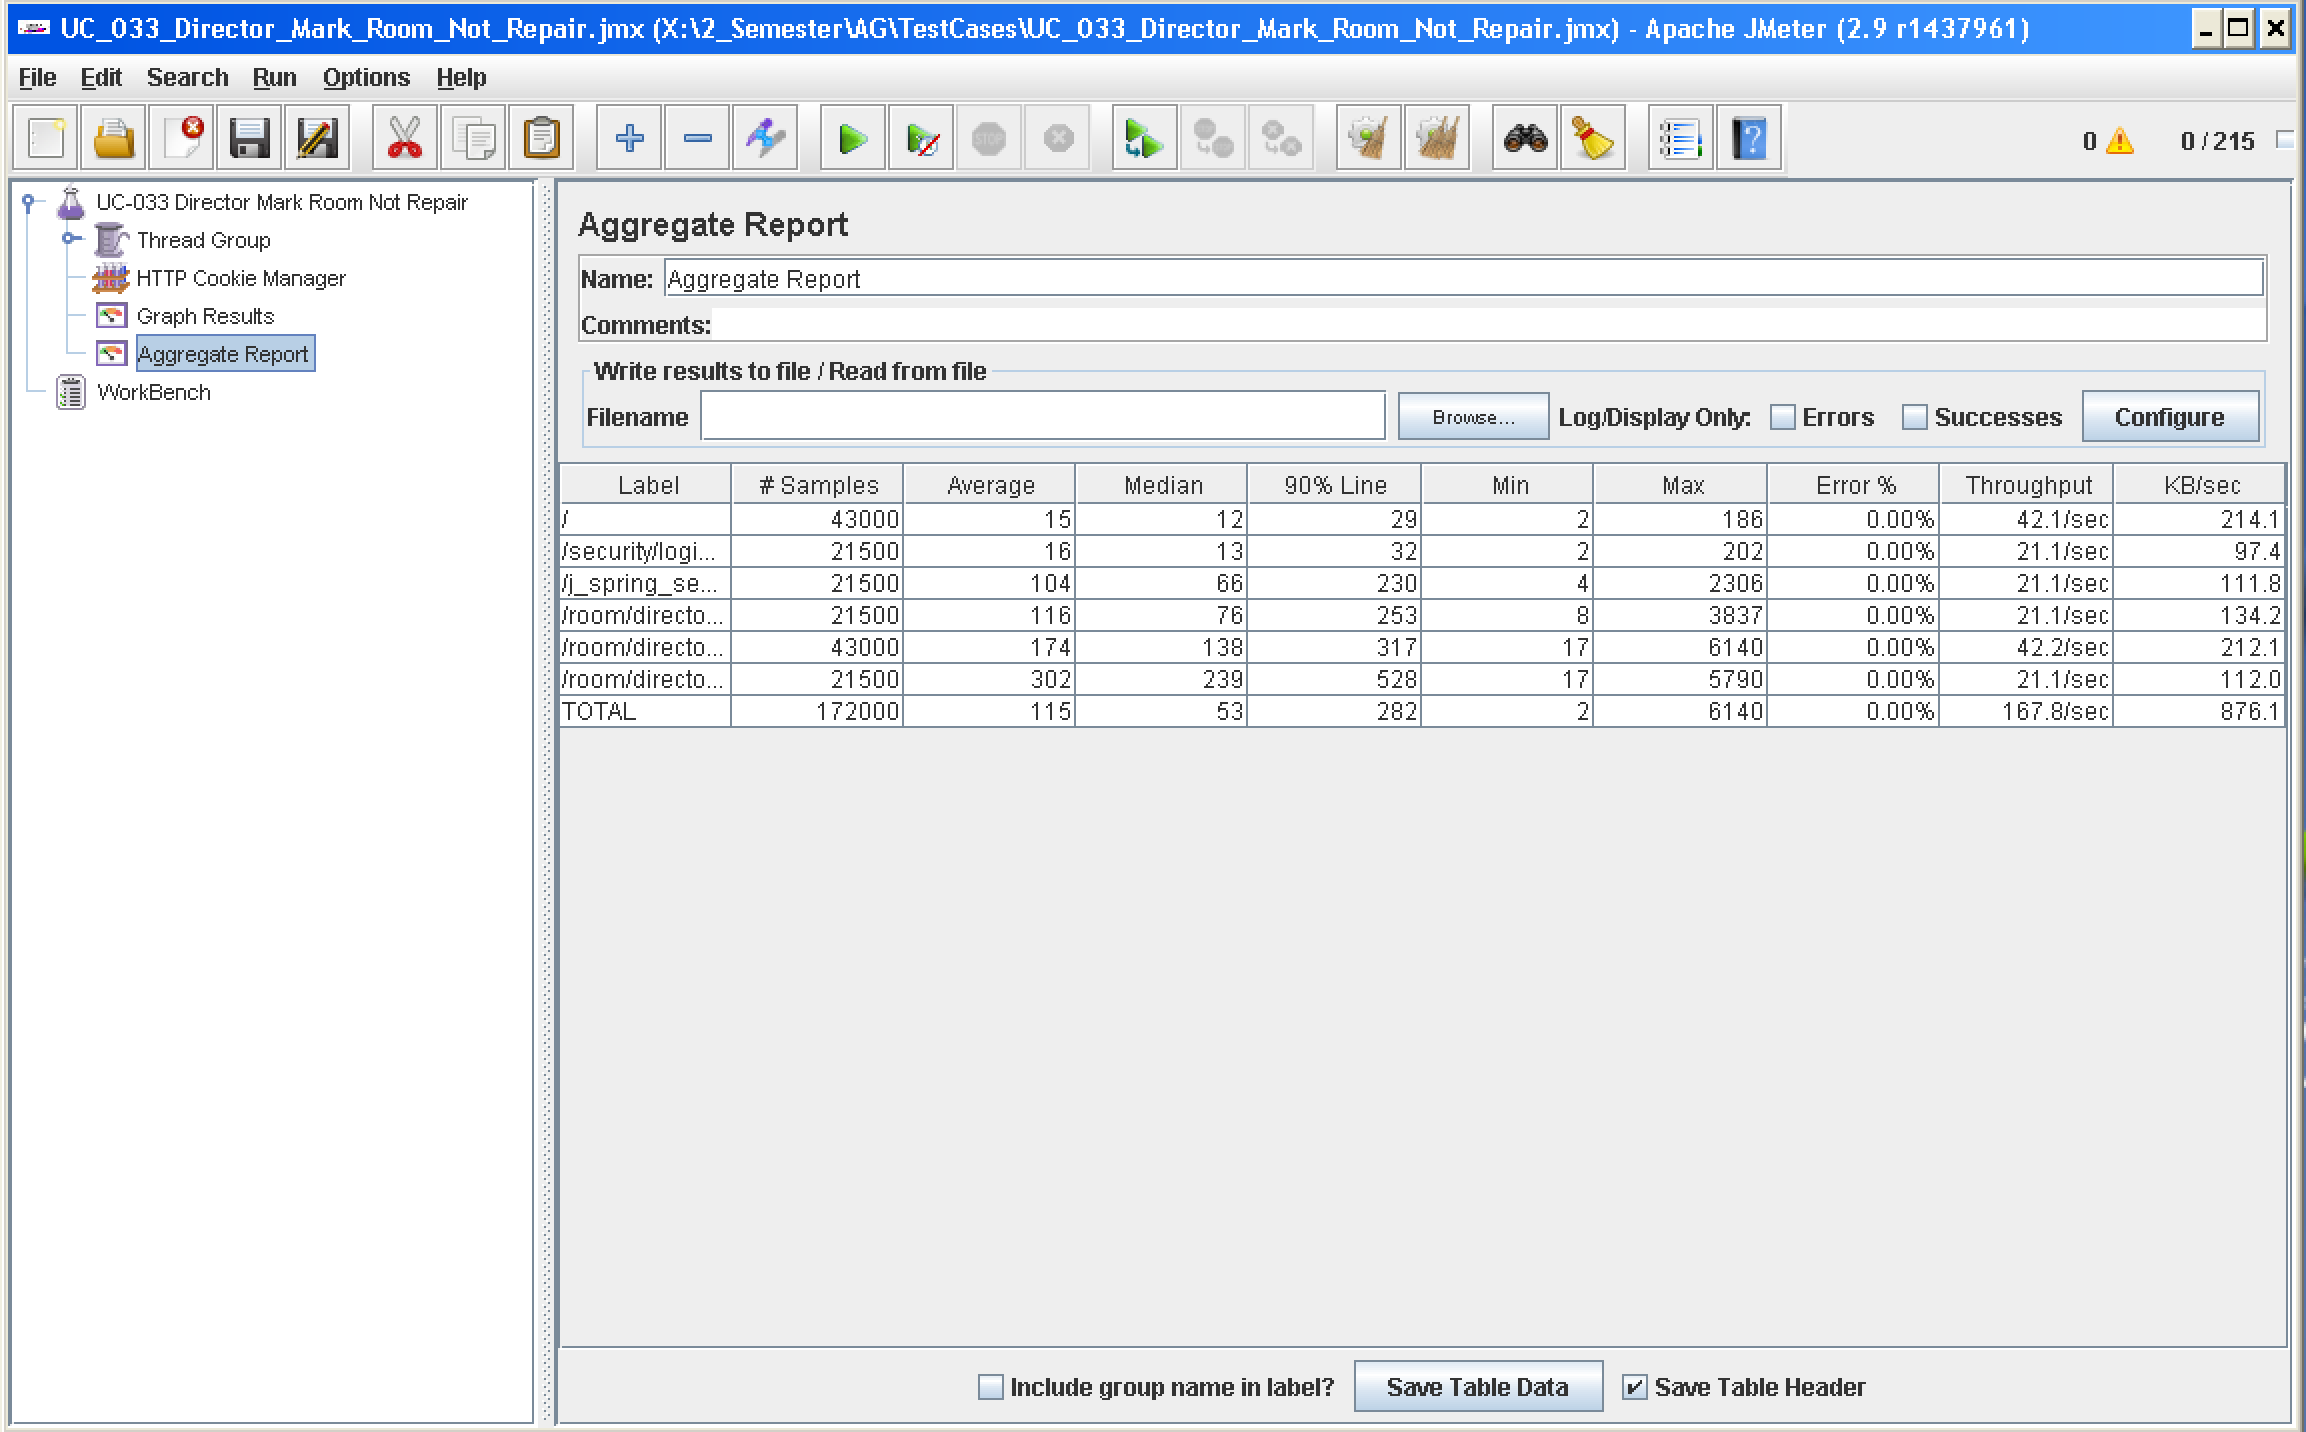 UC_033_Director_Mark_Room_Not_Repair.jmx (X:\2_Semester\AG\TestCases\UC_033_Director_Mark_Room_Not_Repair.jmx) - Apache JMeter (2.9 r1437961)
File Edit Search Run Options Help
STOP 0 0 / 215
UC-033 Director Mark Room Not Repair
Thread Group
HTTP Cookie Manager
Graph Results
Aggregate Report
WorkBench
Aggregate Report
Name: Aggregate Report
Comments:
Write results to file / Read from file
Filename Browse... Log/Display Only: Errors Successes Configure
Label # Samples Average Median 90% Line Min Max Error % Throughput KB/sec
/ 43000 15 12 29 2 186 0.00% 42.1/sec 214.1
/security/logi... 21500 16 13 32 2 202 0.00% 21.1/sec 97.4
/j_spring_se... 21500 104 66 230 4 2306 0.00% 21.1/sec 111.8
/room/directo... 21500 116 76 253 8 3837 0.00% 21.1/sec 134.2
/room/directo... 43000 174 138 317 17 6140 0.00% 42.2/sec 212.1
/room/directo... 21500 302 239 528 17 5790 0.00% 21.1/sec 112.0
TOTAL 172000 115 53 282 2 6140 0.00% 167.8/sec 876.1
Include group name in label? Save Table Data Save Table Header